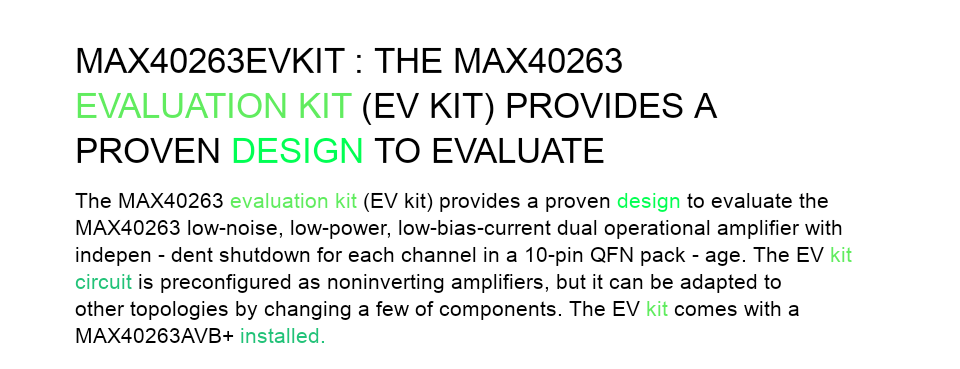 MAX40263EVKIT : THE MAX40263
EVALUATION KIT (EV KIT) PROVIDES A
PROVEN DESIGN TO EVALUATE
The MAX40263 evaluation kit (EV kit) provides a proven design to evaluate the
MAX40263 low-noise, low-power, low-bias-current dual operational amplifier with
indepen - dent shutdown for each channel in a 10-pin QFN pack - age. The EV kit
circuit is preconfigured as noninverting amplifiers, but it can be adapted to
other topologies by changing a few of components. The EV kit comes with a
MAX40263AVB+ installed.